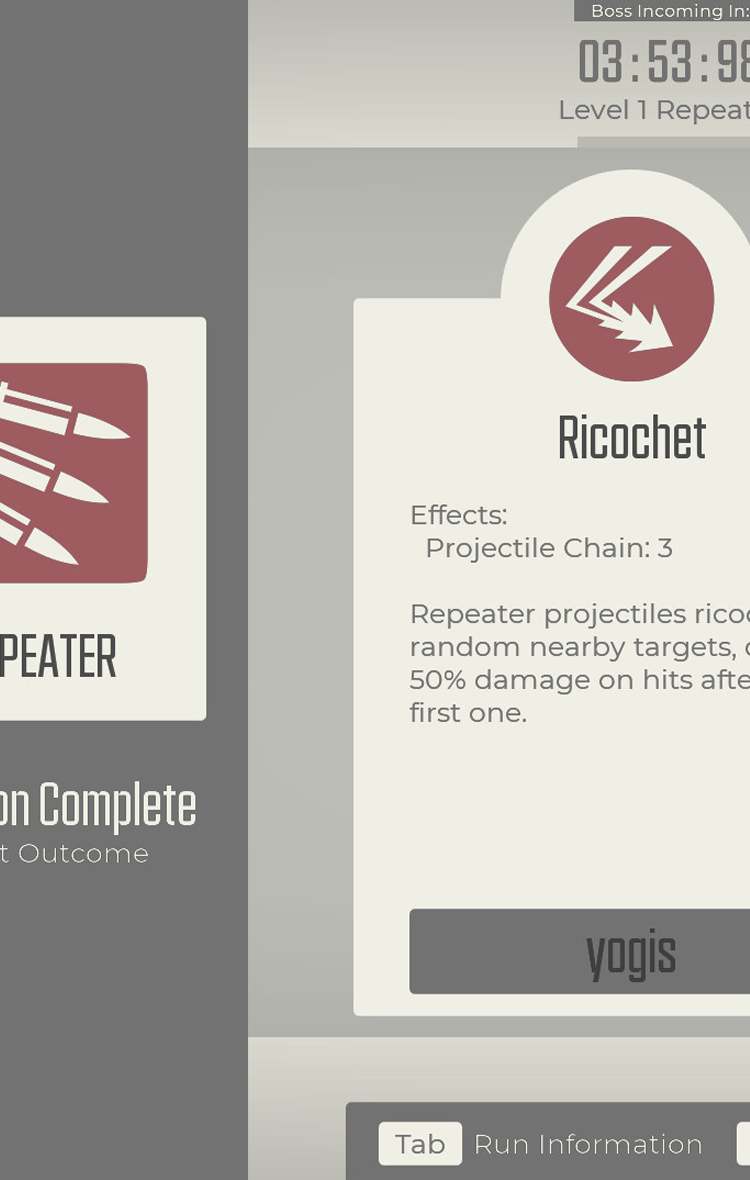 Boss Incoming In:
03:53:98
Level 1 Repeat
PEATER
on Complete
t Outcome
Ricochet
Effects:
Projectile Chain: 3
Repeater projectiles rico
random nearby targets,
50% damage on hits afte
first one.
yogis
Tab Run Information